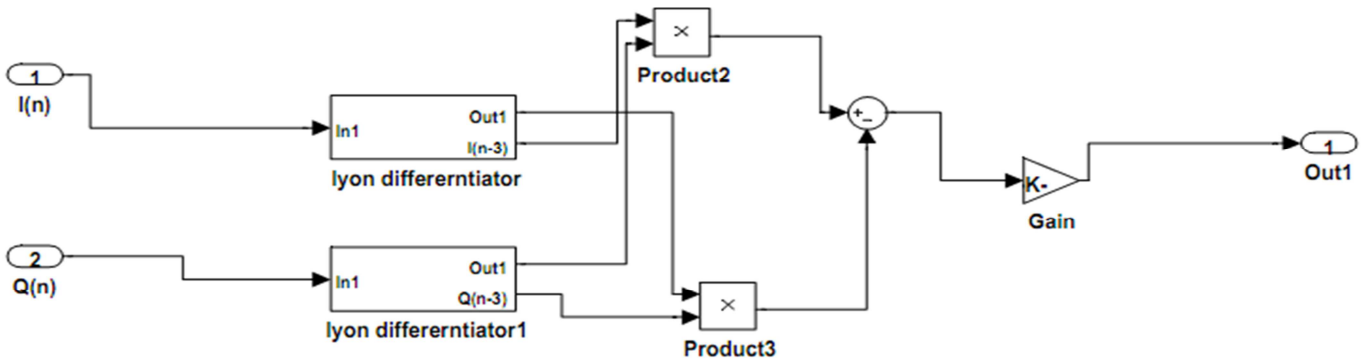 ×
Product2
1
I(n)
In1
Out1
I(n-3)
lyon differerntiator
+
-
K-
Gain
1
Out1
2
Q(n)
In1
Out1
Q(n-3)
lyon differerntiator1
×
Product3